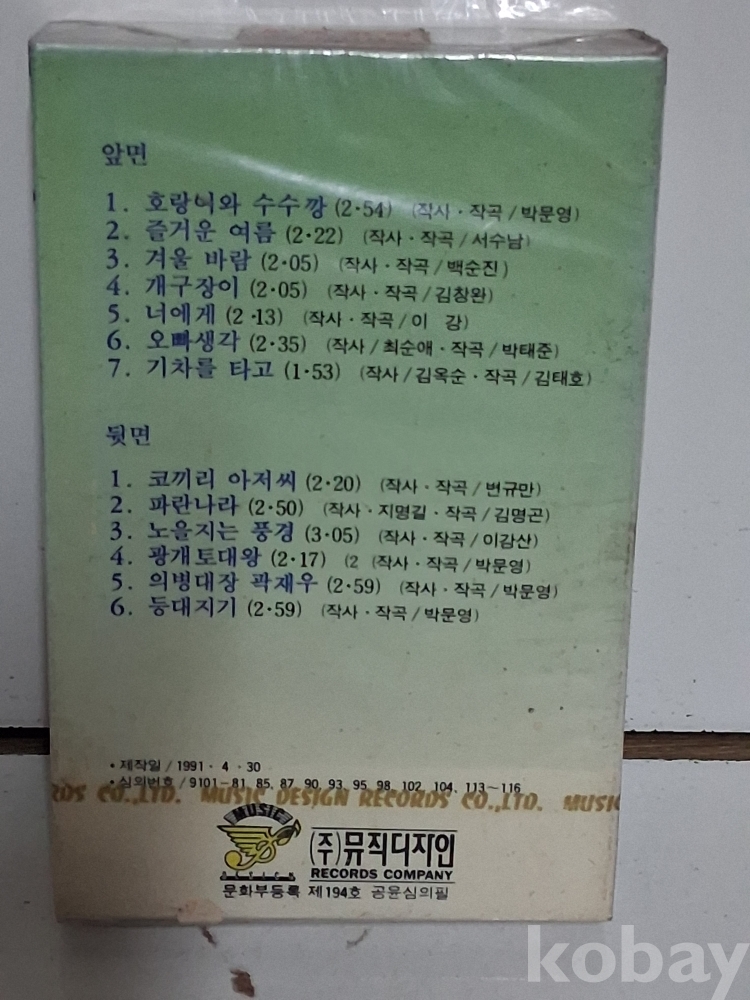 앞면
1. 호랑이와 수수깡 (2·54) (작사·작곡/박문영)
2. 즐거운 여름 (2·22) (작사·작곡/서수남)
3. 겨울 바람 (2·05) (작사·작곡/백순진)
4. 개구장이 (2·05) (작사·작곡/김창완)
5. 너에게 (2·13) (작사·작곡/이 강)
6. 오빠생각 (2·35) (작사/최순애·작곡/박태준)
7. 기차를 타고 (1·53) (작사/김옥순·작곡/김태호)
뒷면
1. 코끼리 아저씨 (2·20) (작사·작곡/변규만)
2. 파란나라 (2·50) (작사·지명길·작곡/김명곤)
3. 노을지는 풍경 (3·05) (작사·작곡/이강산)
4. 광개토대왕 (2·17) (2 (작사·작곡/박문영)
5. 의병대장 곽재우 (2·59) (작사·작곡/박문영)
6. 등대지기 (2·59) (작사·작곡/박문영)
·제작일/1991·4·30
·심의번호/9101-81, 85, 87, 90, 93, 95, 98, 102, 104, 113~116
RDS CO.,LTD. MUSIC DESIGN RECORDS CO.,LTD. MUSIC
MUSIC
DESIGN
(주)뮤직디자인
RECORDS COMPANY
문화부등록 제194호 공윤심의필
kobay